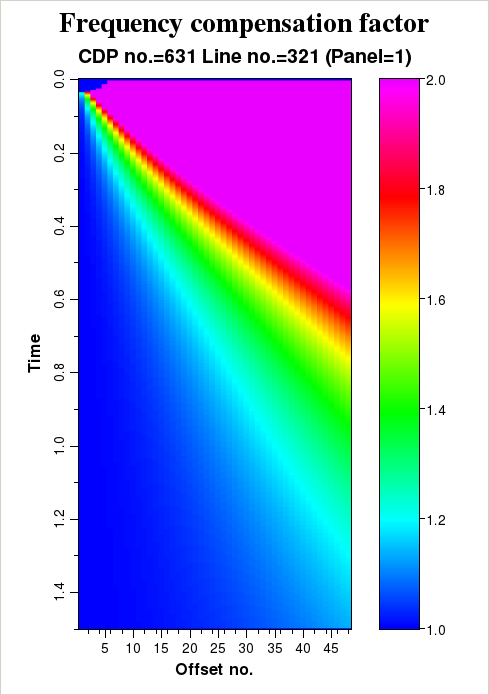 Frequency compensation factor
CDP no.=631 Line no.=321 (Panel=1)
0.0
0.2
0.4
0.6
0.8
1.0
1.2
1.4
Time
5 10 15 20 25 30 35 40 45
Offset no.
2.0
1.8
1.6
1.4
1.2
1.0